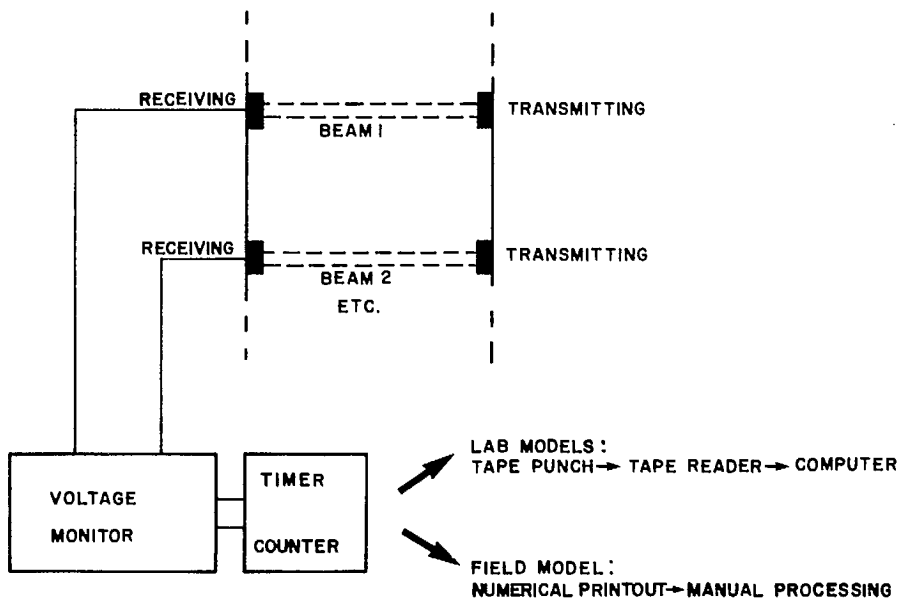 RECEIVING
TRANSMITTING
BEAM 1
RECEIVING
TRANSMITTING
BEAM 2
ETC.
VOLTAGE
MONITOR
TIMER
COUNTER
LAB MODELS:
TAPE PUNCH→ TAPE READER→ COMPUTER
FIELD MODEL:
NUMERICAL PRINTOUT→ MANUAL PROCESSING